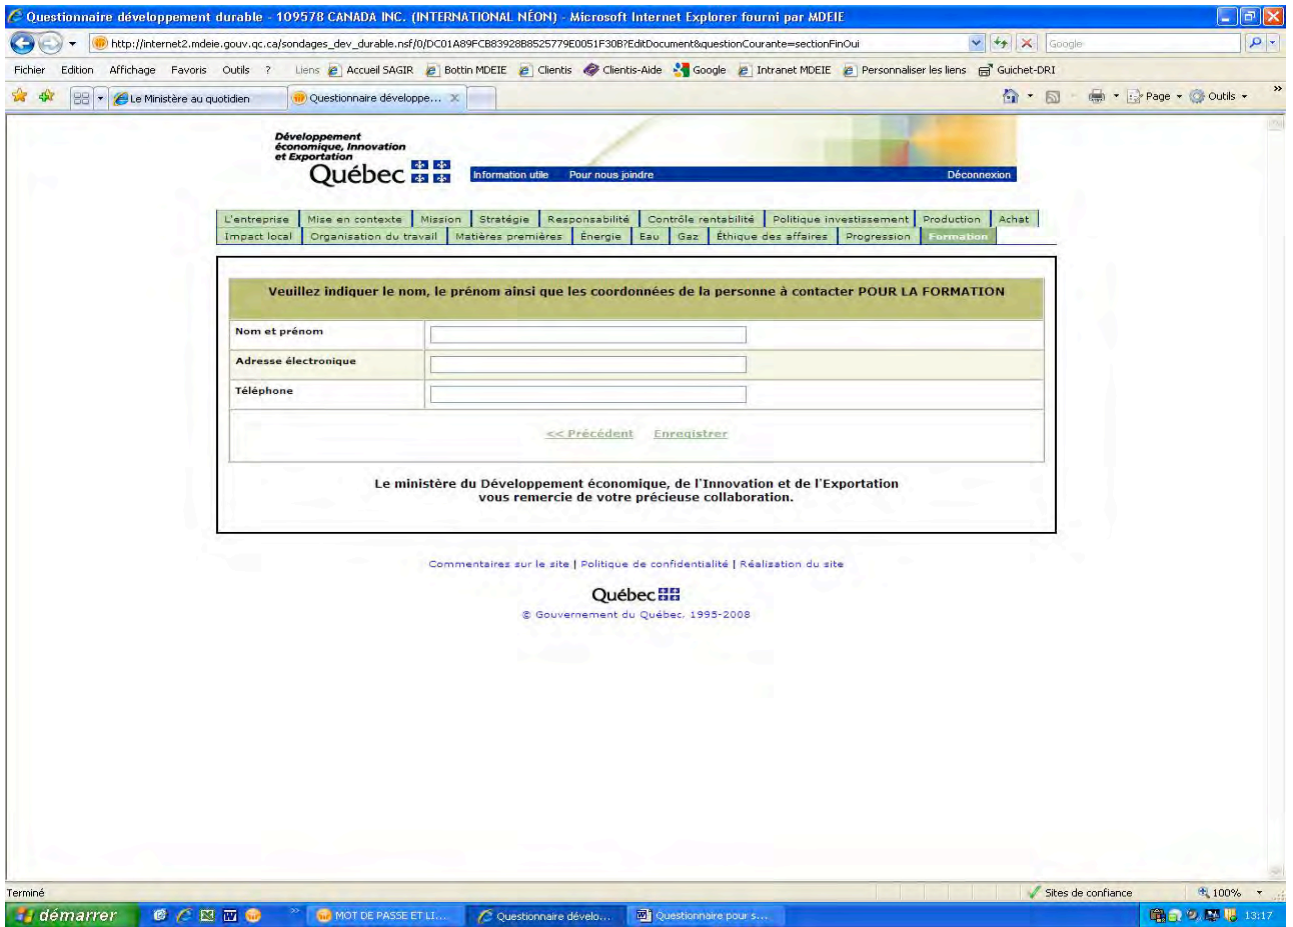 Questionnaire développement durable - 109578 CANADA INC. (INTERNATIONAL NÉON) - Microsoft Internet Explorer fourni par MDEIE
http://internet2.mdeie.gouv.qc.ca/sondages_dev_durable.nsf/0/DC01A89FCB83928B8525779E0051F30B?EditDocument&questionCourante=sectionFinOui
Google
Fichier Edition Affichage Favoris Outils ? Liens Accueil SAGIR Bottin MDEIE Clientis Clientis-Aide Google Intranet MDEIE Personnaliser les liens Guichet-DRI
Le Ministère au quotidien Questionnaire développe... X Page Outils »
Développement
économique, Innovation
et Exportation
Québec
Information utile Pour nous joindre Déconnexion
L'entreprise Mise en contexte Mission Stratégie Responsabilité Contrôle rentabilité Politique investissement Production Achat
Impact local Organisation du travail Matières premières Énergie Eau Gaz Éthique des affaires Progression Formation
Veuillez indiquer le nom, le prénom ainsi que les coordonnées de la personne à contacter POUR LA FORMATION
Nom et prénom
Adresse électronique
Téléphone
<< Précédent Enregistrer
Le ministère du Développement économique, de l'Innovation et de l'Exportation
vous remercie de votre précieuse collaboration.
Commentaires sur le site | Politique de confidentialité | Réalisation du site
Québec
© Gouvernement du Québec, 1995-2008
Terminé Sites de confiance 100%
démarrer » MOT DE PASSE ET LI... Questionnaire dévelo... Questionnaire pour s... 13:17